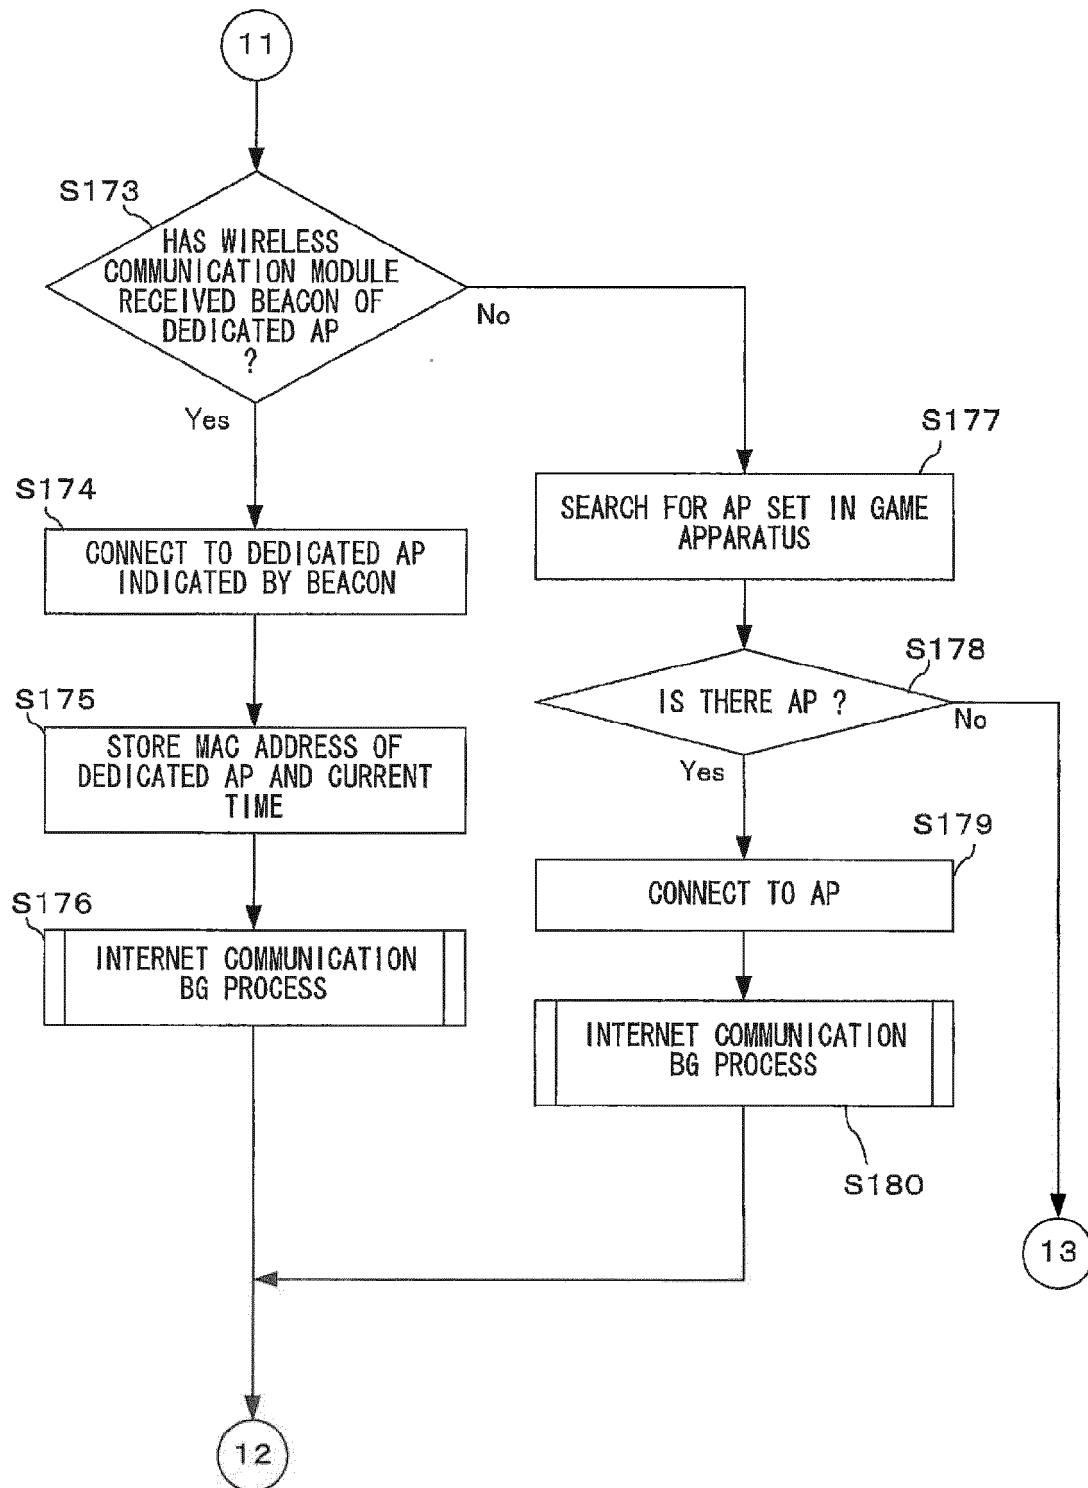 11
S173
HAS WIRELESS
COMMUNICATION MODULE
RECEIVED BEACON OF
DEDICATED AP
?
No
Yes
S177
SEARCH FOR AP SET IN GAME
APPARATUS
S174
CONNECT TO DEDICATED AP
INDICATED BY BEACON
S178
IS THERE AP ?
No
Yes
S175
STORE MAC ADDRESS OF
DEDICATED AP AND CURRENT
TIME
S179
CONNECT TO AP
S176
INTERNET COMMUNICATION
BG PROCESS
INTERNET COMMUNICATION
BG PROCESS
S180
13
12